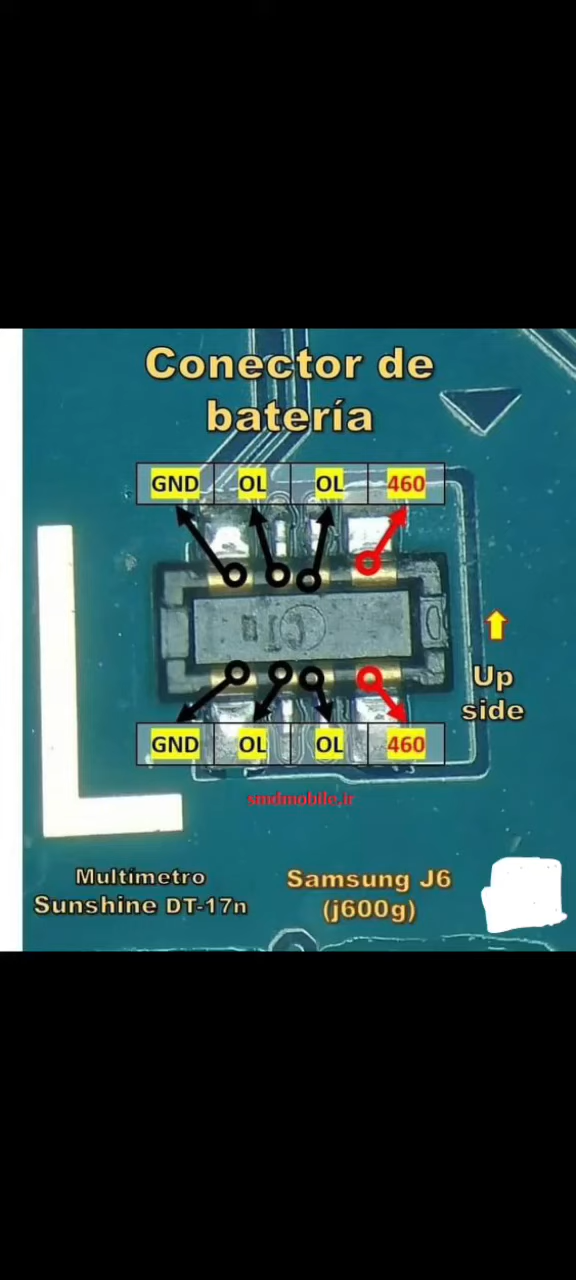 Conector de
batería
GND OL OL 460
Up
side
GND OL OL 460
smdmobile,ir
Multímetro
Sunshine DT-17n
Samsung J6
(j600g)